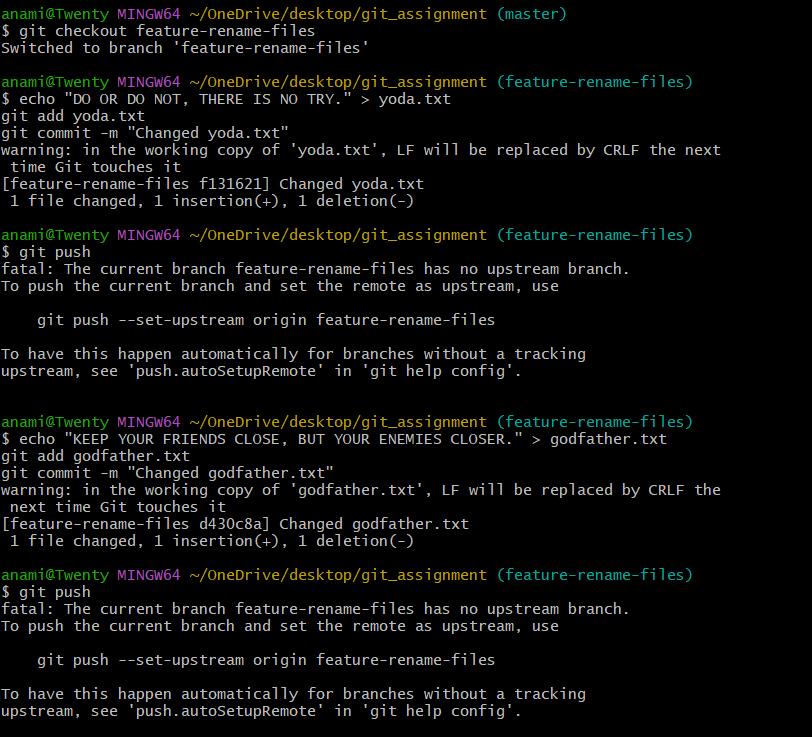 anami@Twenty MINGW64 ~/OneDrive/desktop/git_assignment (master)
$ git checkout feature-rename-files
Switched to branch 'feature-rename-files'
anami@Twenty MINGW64 ~/OneDrive/desktop/git_assignment (feature-rename-files)
$ echo "DO OR DO NOT, THERE IS NO TRY." > yoda.txt
git add yoda.txt
git commit -m "Changed yoda.txt"
warning: in the working copy of 'yoda.txt', LF will be replaced by CRLF the next
 time Git touches it
[feature-rename-files f131621] Changed yoda.txt
 1 file changed, 1 insertion(+), 1 deletion(-)
anami@Twenty MINGW64 ~/OneDrive/desktop/git_assignment (feature-rename-files)
$ git push
fatal: The current branch feature-rename-files has no upstream branch.
To push the current branch and set the remote as upstream, use
    git push --set-upstream origin feature-rename-files
To have this happen automatically for branches without a tracking
upstream, see 'push.autoSetupRemote' in 'git help config'.
anami@Twenty MINGW64 ~/OneDrive/desktop/git_assignment (feature-rename-files)
$ echo "KEEP YOUR FRIENDS CLOSE, BUT YOUR ENEMIES CLOSER." > godfather.txt
git add godfather.txt
git commit -m "Changed godfather.txt"
warning: in the working copy of 'godfather.txt', LF will be replaced by CRLF the
 next time Git touches it
[feature-rename-files d430c8a] Changed godfather.txt
 1 file changed, 1 insertion(+), 1 deletion(-)
anami@Twenty MINGW64 ~/OneDrive/desktop/git_assignment (feature-rename-files)
$ git push
fatal: The current branch feature-rename-files has no upstream branch.
To push the current branch and set the remote as upstream, use
    git push --set-upstream origin feature-rename-files
To have this happen automatically for branches without a tracking
upstream, see 'push.autoSetupRemote' in 'git help config'.